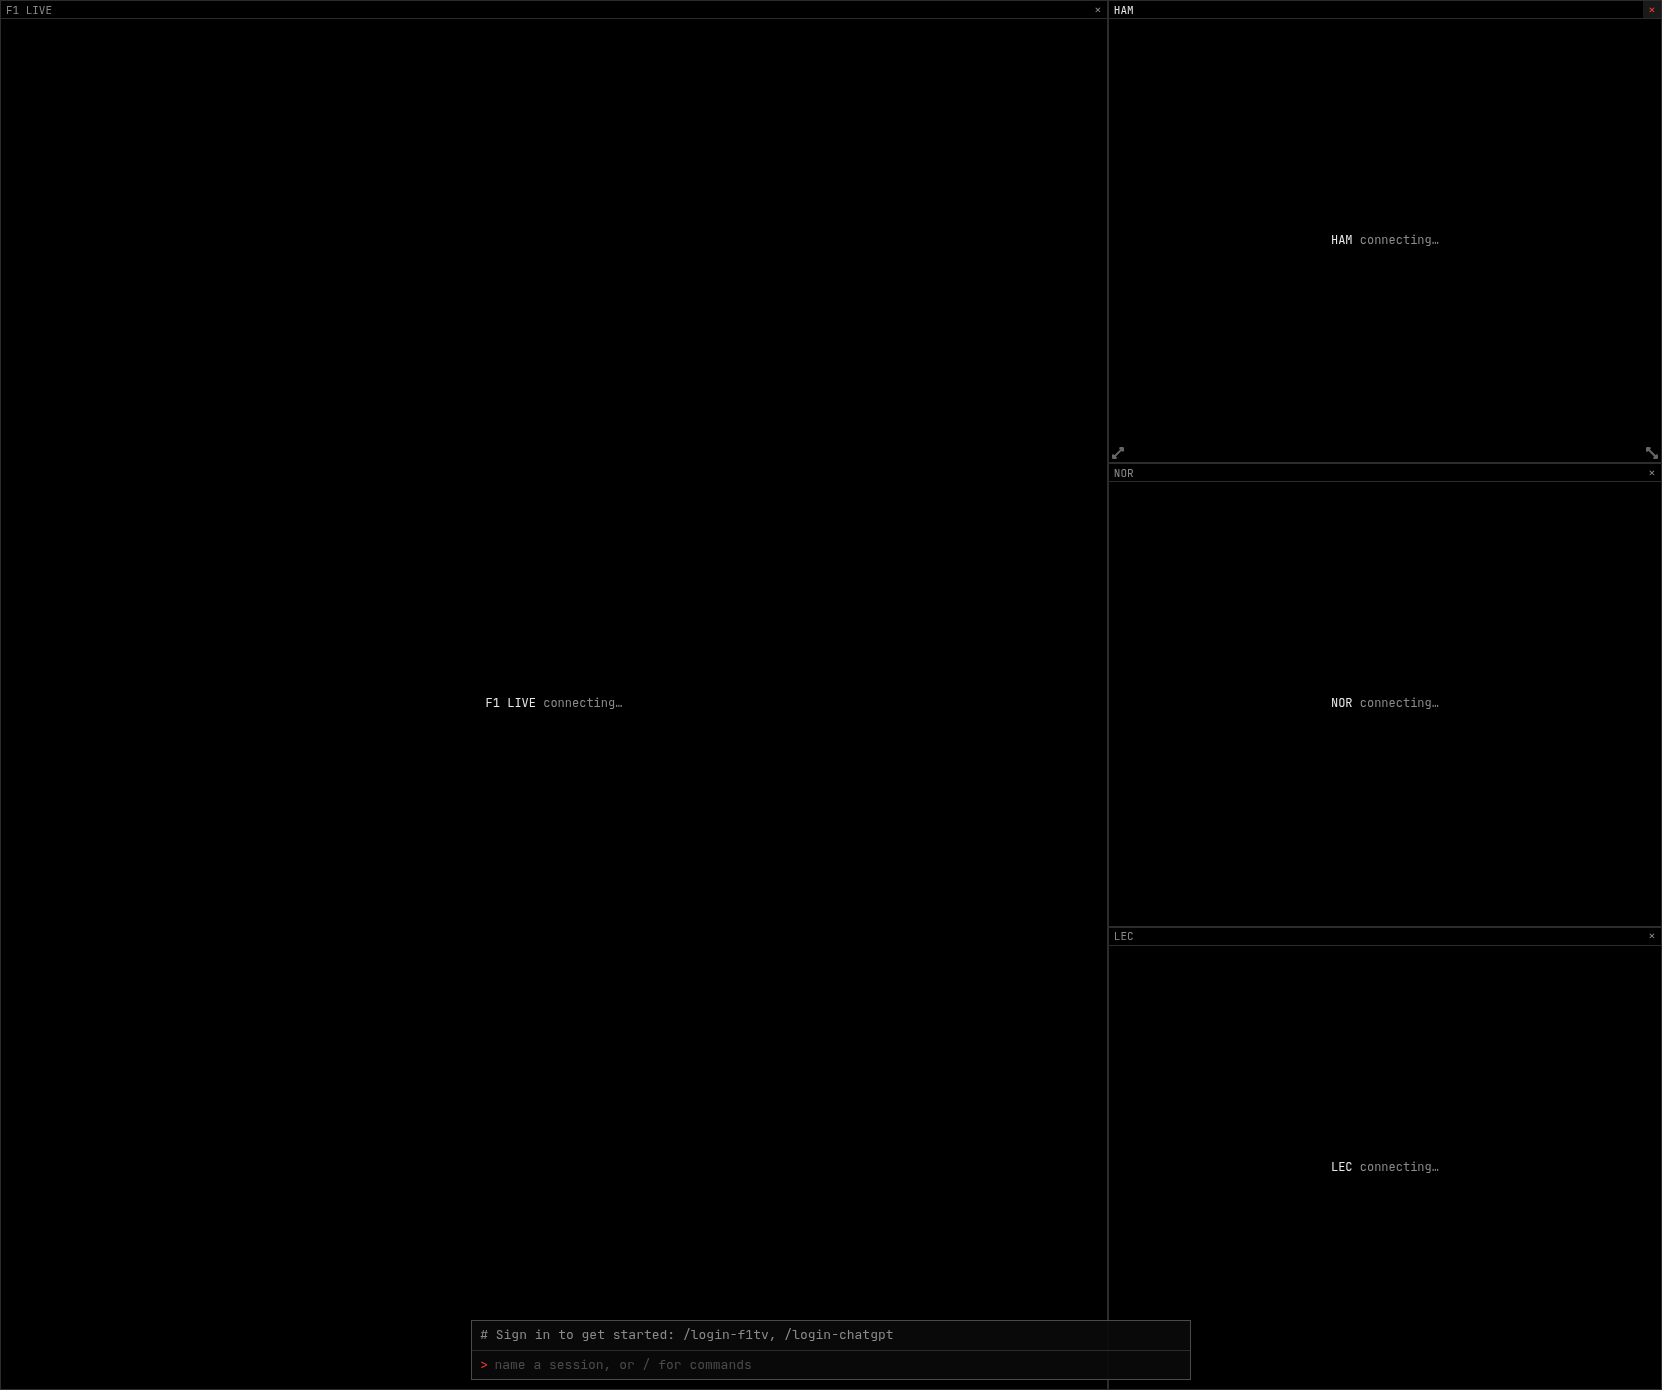 F1 LIVE ×
HAM ×
HAM connecting…
NOR ×
F1 LIVE connecting…
NOR connecting…
LEC ×
LEC connecting…
# Sign in to get started: /login-f1tv, /login-chatgpt
> name a session, or / for commands